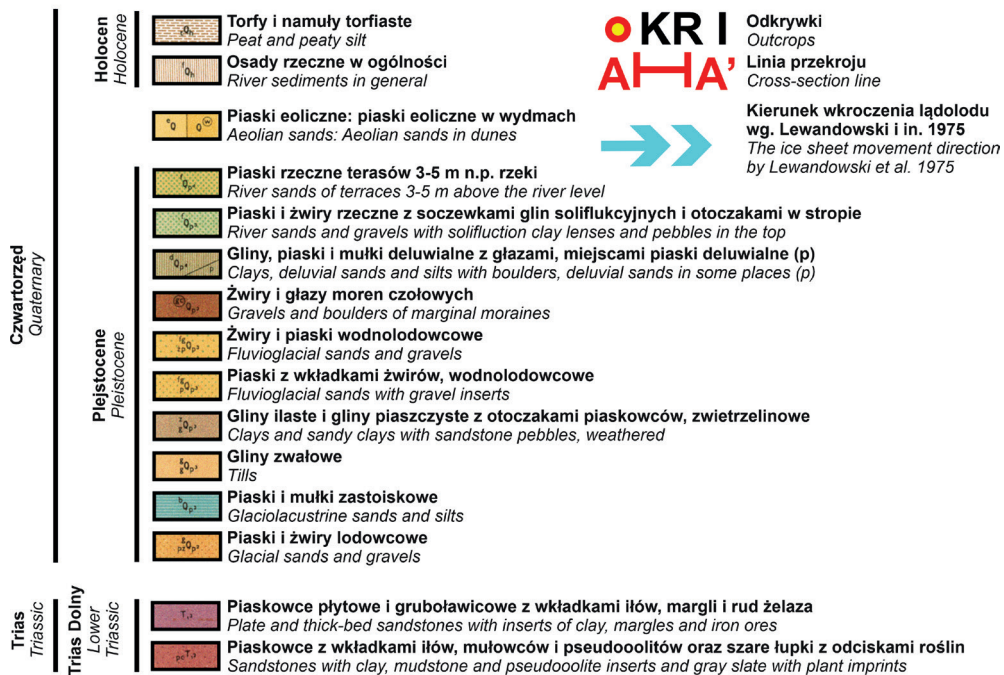 Czwartorzęd
Quaternary
Holocen
Holocene
Torfy i namuły torfiaste
Peat and peaty silt
Osady rzeczne w ogólności
River sediments in general
Piaski eoliczne: piaski eoliczne w wydmach
Aeolian sands: Aeolian sands in dunes
Plejstocene
Pleistocene
Piaski rzeczne terasów 3-5 m n.p. rzeki
River sands of terraces 3-5 m above the river level
Piaski i żwiry rzeczne z soczewkami glin soliflukcyjnych i otoczakami w stropie
River sands and gravels with solifluction clay lenses and pebbles in the top
Gliny, piaski i mułki deluwialne z głazami, miejscami piaski deluwialne (p)
Clays, deluvial sands and silts with boulders, deluvial sands in some places (p)
Żwiry i głazy moren czołowych
Gravels and boulders of marginal moraines
Żwiry i piaski wodnolodowcowe
Fluvioglacial sands and gravels
Piaski z wkładkami żwirów, wodnolodowcowe
Fluvioglacial sands with gravel inserts
Gliny ilaste i gliny piaszczyste z otoczakami piaskowców, zwietrzelinowe
Clays and sandy clays with sandstone pebbles, weathered
Gliny zwałowe
Tills
Piaski i mułki zastoiskowe
Glaciolacustrine sands and silts
Piaski i żwiry lodowcowe
Glacial sands and gravels
Trias
Triassic
Trias Dolny
Lower
Triassic
Piaskowce płytowe i gruboławicowe z wkładkami iłów, margli i rud żelaza
Plate and thick-bed sandstones with inserts of clay, margles and iron ores
Piaskowce z wkładkami iłów, mułowców i pseudooolitów oraz szare łupki z odciskami roślin
Sandstones with clay, mudstone and pseudooolite inserts and gray slate with plant imprints
KR I
Odkrywki
Outcrops
A A'
Linia przekroju
Cross-section line
Kierunek wkroczenia lądolodu
wg. Lewandowski i in. 1975
The ice sheet movement direction
by Lewandowski et al. 1975